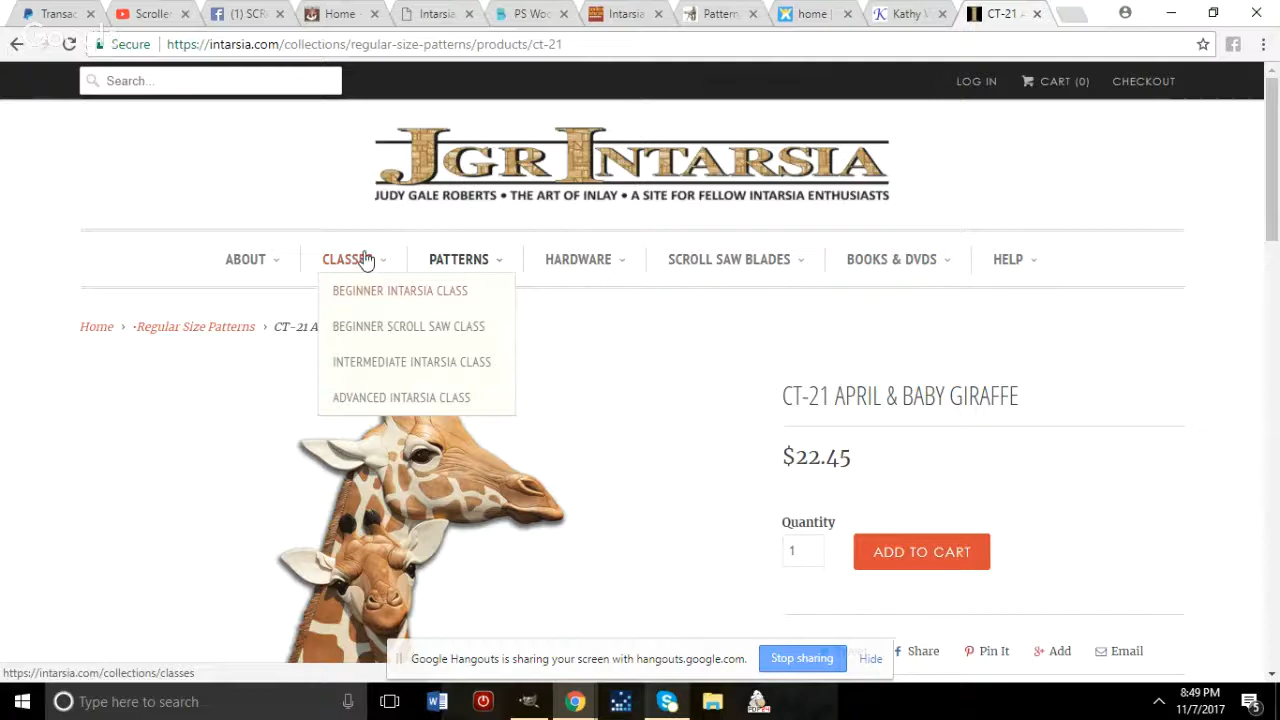 Transac
Scrolle
(1) SCR
Home -
Intarsia
PS Woo
Intarsia
Pattern
home |
Kathy W
CT-21 A
Secure
https://intarsia.com/collections/regular-size-patterns/products/ct-21
Search...
LOG IN
CART (0)
CHECKOUT
JGR INTARSIA
JUDY GALE ROBERTS • THE ART OF INLAY • A SITE FOR FELLOW INTARSIA ENTHUSIASTS
ABOUT
CLASSES
PATTERNS
HARDWARE
SCROLL SAW BLADES
BOOKS & DVDS
HELP
BEGINNER INTARSIA CLASS
BEGINNER SCROLL SAW CLASS
INTERMEDIATE INTARSIA CLASS
ADVANCED INTARSIA CLASS
Home › ·Regular Size Patterns › CT-21 A
CT-21 APRIL & BABY GIRAFFE
$22.45
Quantity
1
ADD TO CART
Share
Pin It
Add
Email
Google Hangouts is sharing your screen with hangouts.google.com.
Stop sharing
Hide
https://intarsia.com/collections/classes
Type here to search
8:49 PM
11/7/2017
5